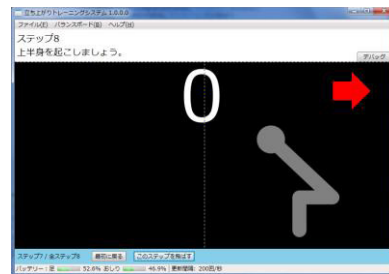 立ち上がりトレーニングシステム 1.0.0.0
ファイル(E) バランスボード(B) ヘルプ(H)
ステップ8
上半身を起こしましょう。
デバッグ
0
ステップ7 / 全ステップ8 最初に戻る このステップを飛ばす
バッテリー: 足 52.6% おしり 46.9% 更新間隔: 200回/秒